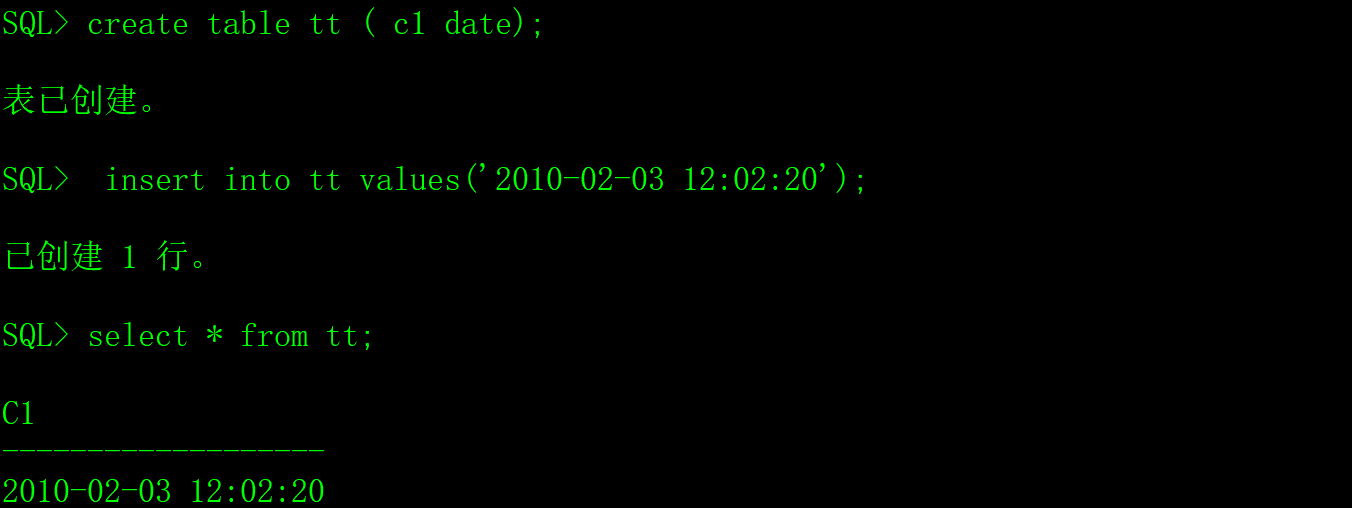 SQL> create table tt ( c1 date);
表已创建。
SQL>  insert into tt values('2010-02-03 12:02:20');
已创建 1 行。
SQL> select * from tt;
C1
-------------------
2010-02-03 12:02:20